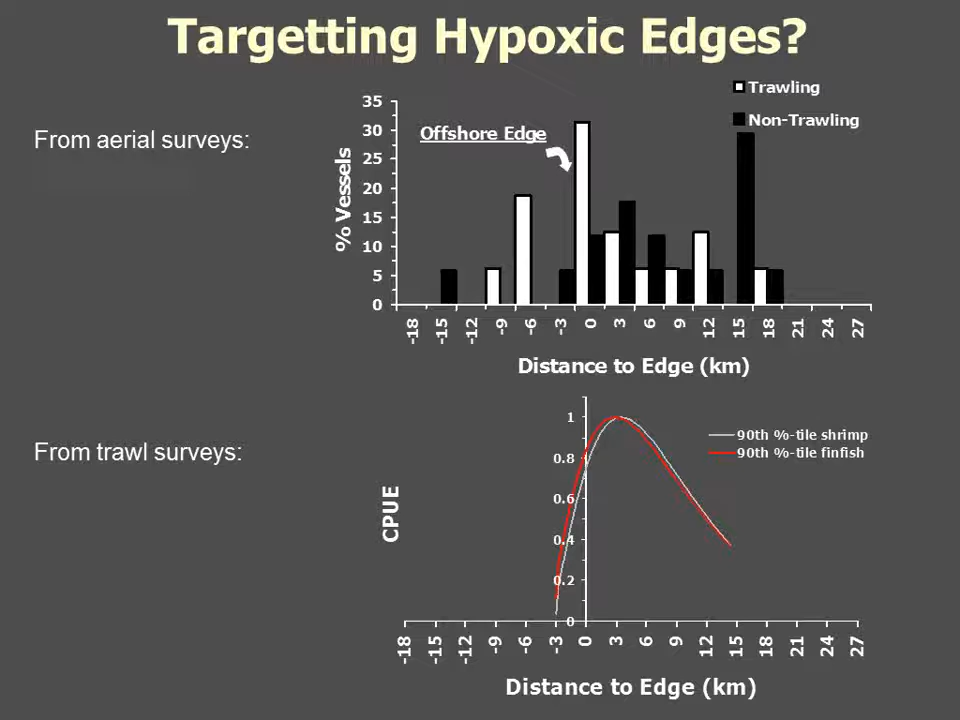 Targetting Hypoxic Edges?
From aerial surveys:
Trawling
Non-Trawling
Offshore Edge
% Vessels
35
30
25
20
15
10
5
0
-18 -15 -12 -9 -6 -3 0 3 6 9 12 15 18 21 24 27
Distance to Edge (km)
From trawl surveys:
90th %-tile shrimp
90th %-tile finfish
CPUE
1
0.8
0.6
0.4
0.2
0
-18 -15 -12 -9 -6 -3 0 3 6 9 12 15 18 21 24 27
Distance to Edge (km)